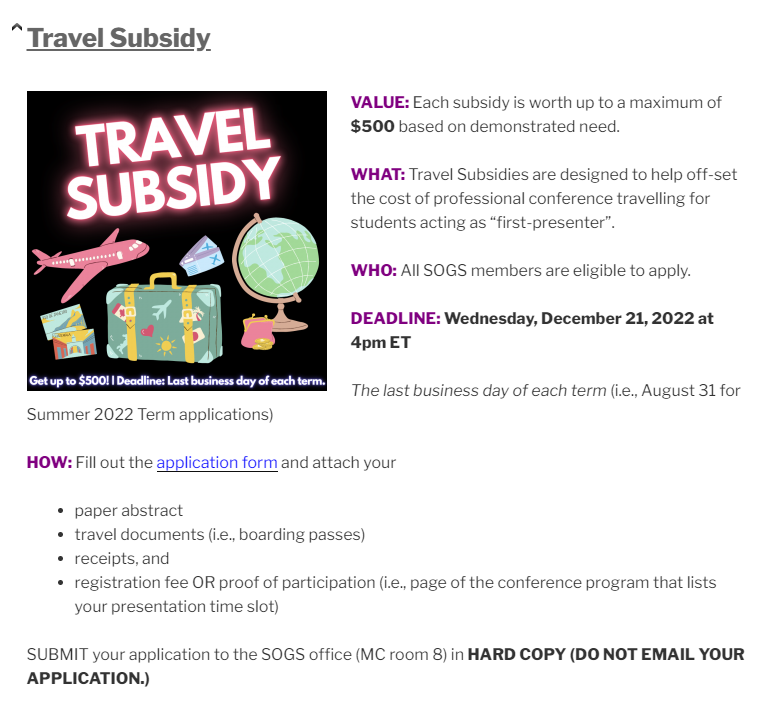 Travel Subsidy
TRAVEL
SUBSIDY
Get up to $500! | Deadline: Last business day of each term.
VALUE: Each subsidy is worth up to a maximum of
$500 based on demonstrated need.
WHAT: Travel Subsidies are designed to help off-set
the cost of professional conference travelling for
students acting as “first-presenter”.
WHO: All SOGS members are eligible to apply.
DEADLINE: Wednesday, December 21, 2022 at
4pm ET
The last business day of each term (i.e., August 31 for
Summer 2022 Term applications)
HOW: Fill out the application form and attach your
• paper abstract
• travel documents (i.e., boarding passes)
• receipts, and
• registration fee OR proof of participation (i.e., page of the conference program that lists
your presentation time slot)
SUBMIT your application to the SOGS office (MC room 8) in HARD COPY (DO NOT EMAIL YOUR
APPLICATION.)